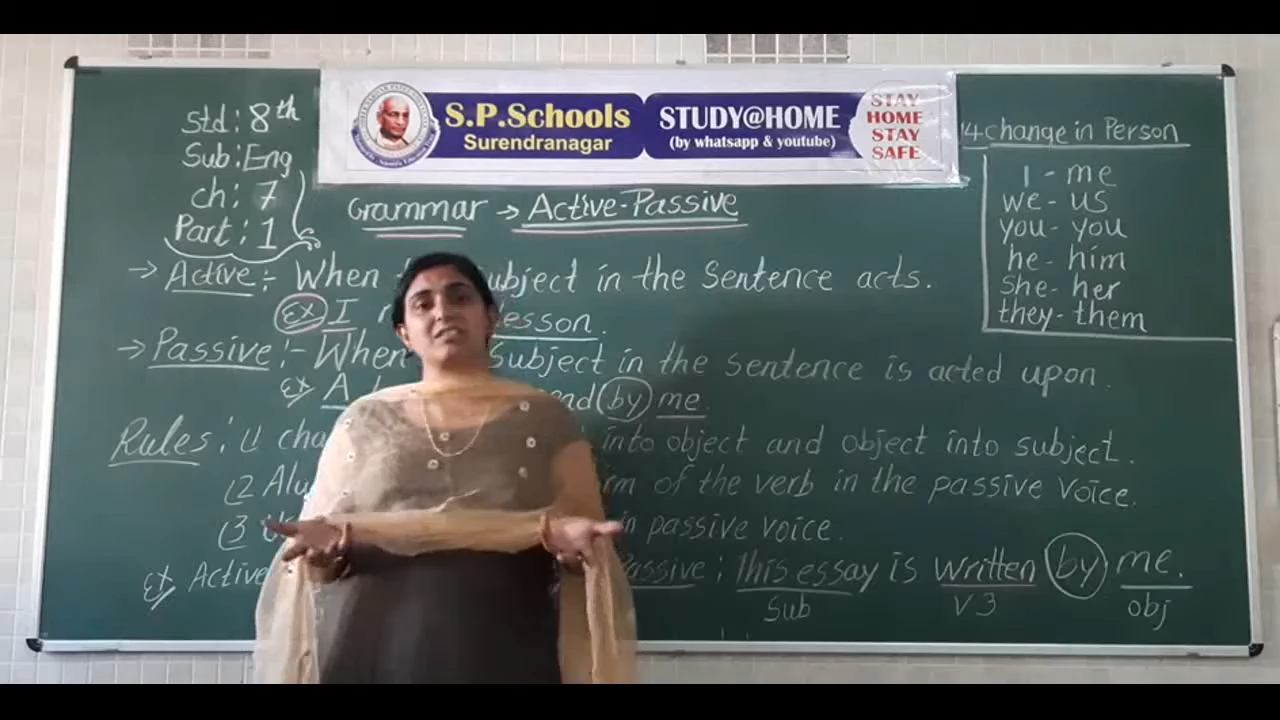 std: 8th
Sub: Eng
ch: 7
Part: 1
S.P.Schools
Surendranagar
STUDY@HOME
(by whatsapp & youtube)
STAY
HOME
STAY
SAFE
Grammar → Active-Passive
→ Active :- When subject in the sentence acts.
Ex I lesson.
→ Passive :- When Subject in the sentence is acted upon.
Ex A by me.
Rules : (1 into object and object into subject.
(2 of the verb in the passive voice.
(3 in passive voice.
Ex Active Passive : this essay is written by me.
Sub V3 obj
(4 change in Person
I - me
we - us
you - you
he - him
She - her
they - them